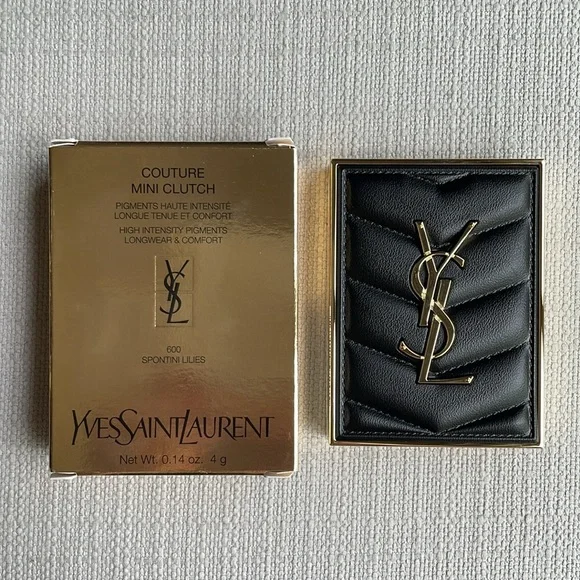 COUTURE
MINI CLUTCH
PIGMENTS HAUTE INTENSITÉ
LONGUE TENUE ET CONFORT
HIGH INTENSITY PIGMENTS
LONGWEAR & COMFORT
YSL
600
SPONTINI LILIES
YVESSAINTLAURENT
Net Wt. 0.14 oz. 4 g
YSL